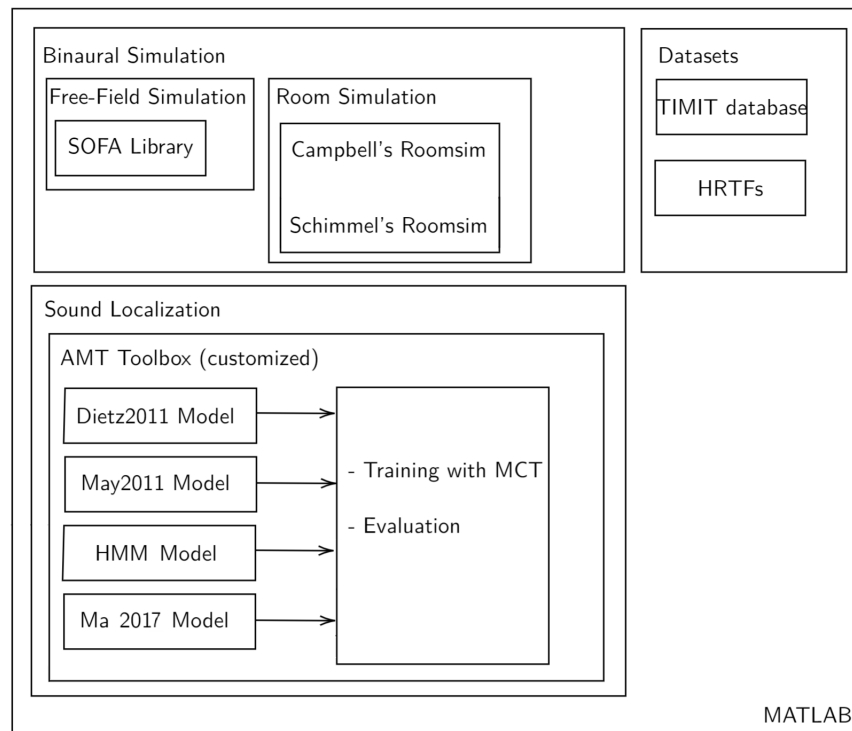 Binaural Simulation
Free-Field Simulation
SOFA Library
Room Simulation
Campbell's Roomsim
Schimmel's Roomsim
Datasets
TIMIT database
HRTFs
Sound Localization
AMT Toolbox (customized)
Dietz2011 Model
May2011 Model
HMM Model
Ma 2017 Model
- Training with MCT
- Evaluation
MATLAB